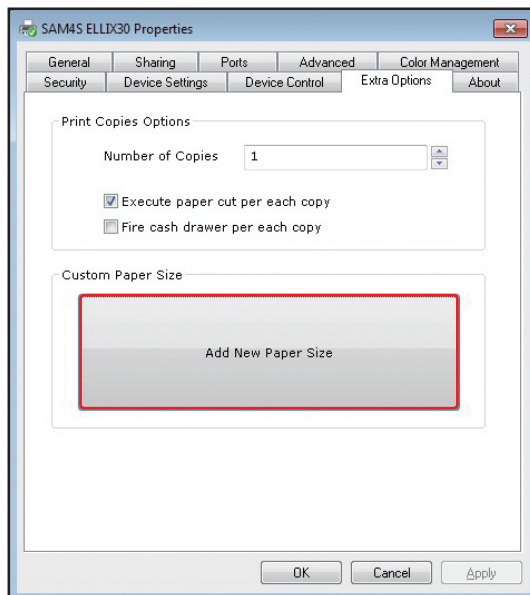 SAM4S ELLIX30 Properties
General Sharing Ports Advanced Color Management
Security Device Settings Device Control Extra Options About
Print Copies Options
Number of Copies 1
Execute paper cut per each copy
Fire cash drawer per each copy
Custom Paper Size
Add New Paper Size
OK Cancel Apply